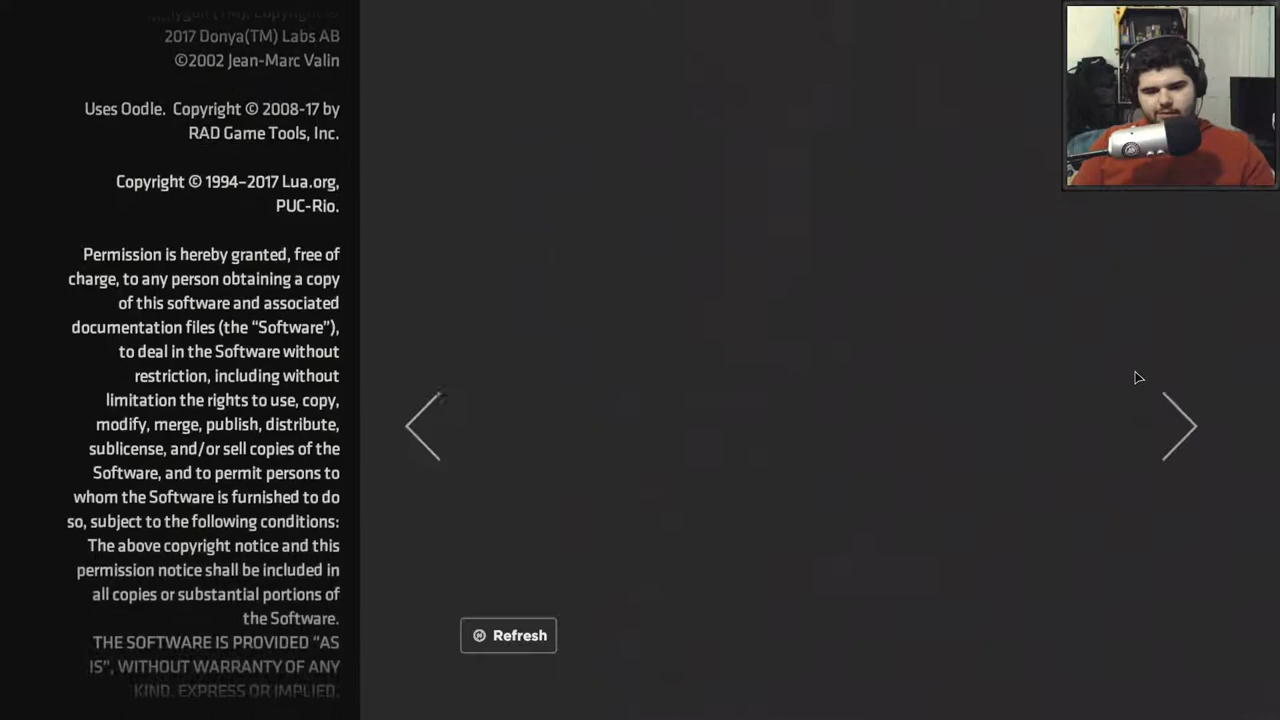 2017 Donya(TM) Labs AB
©2002 Jean-Marc Valin
Uses Oodle. Copyright © 2008-17 by
RAD Game Tools, Inc.
Copyright © 1994–2017 Lua.org,
PUC-Rio.
Permission is hereby granted, free of
charge, to any person obtaining a copy
of this software and associated
documentation files (the “Software”),
to deal in the Software without
restriction, including without
limitation the rights to use, copy,
modify, merge, publish, distribute,
sublicense, and/or sell copies of the
Software, and to permit persons to
whom the Software is furnished to do
so, subject to the following conditions:
The above copyright notice and this
permission notice shall be included in
all copies or substantial portions of
the Software.
THE SOFTWARE IS PROVIDED “AS
IS”, WITHOUT WARRANTY OF ANY
KIND, EXPRESS OR IMPLIED,
Refresh